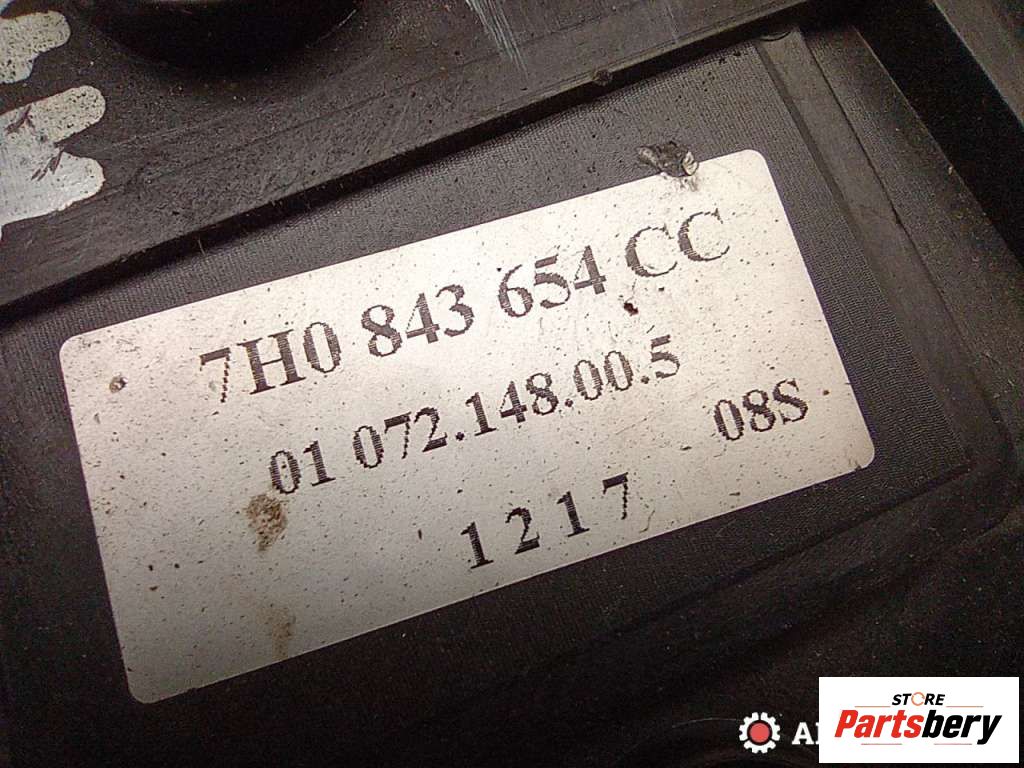 7H0 843 654 CC
01 072.148.00.5
08S
1217
STORE
Partsbery